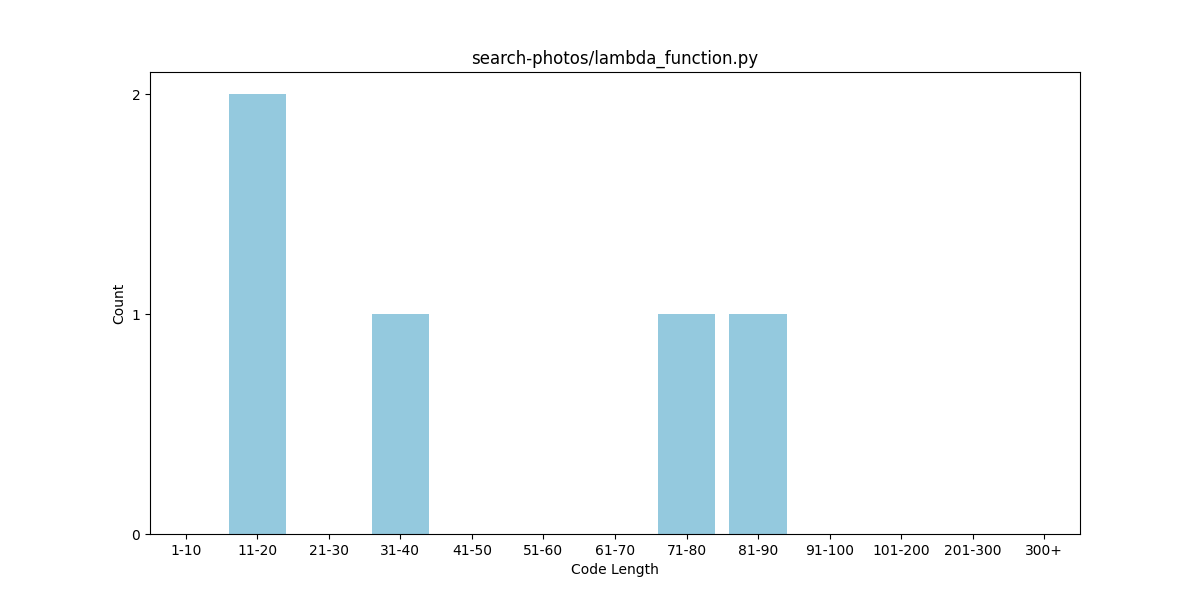 search-photos/lambda_function.py
2
1
0
Count
1-10 11-20 21-30 31-40 41-50 51-60 61-70 71-80 81-90 91-100 101-200 201-300 300+
Code Length